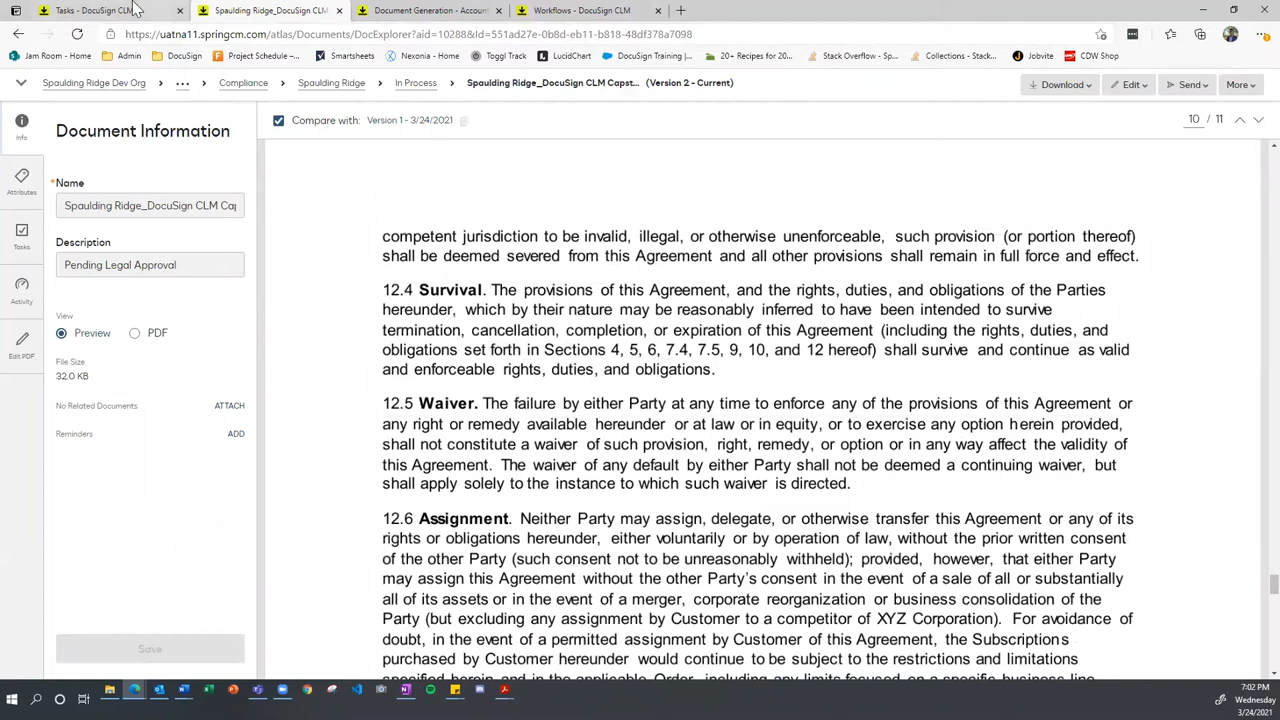 Tasks - DocuSign CLM
Spaulding Ridge_DocuSign CLM
Document Generation - Account
Workflows - DocuSign CLM
https://uatna11.springcm.com/atlas/Documents/DocExplorer?aid=10288&Id=551ad27e-0b8d-eb11-b818-48df378a7098
Jam Room - Home
Admin
DocuSign
Project Schedule -...
Smartsheets
Nexonia - Home
Toggl Track
LucidChart
DocuSign Training |...
20+ Recipes for 20...
Stack Overflow - Sp...
Collections - Stack...
Jobvite
CDW Shop
Spaulding Ridge Dev Org
...
Compliance
Spaulding Ridge
In Process
Spaulding Ridge_DocuSign CLM Capst... (Version 2 - Current)
Download
Edit
Send
More
Info
Document Information
Compare with: Version 1 - 3/24/2021
10 / 11
Attributes
*Name
Spaulding Ridge_DocuSign CLM Cap
Tasks
Description
Pending Legal Approval
Activity
View
Preview
PDF
Edit PDF
File Size
32.0 KB
No Related Documents
ATTACH
Reminders
ADD
Save
competent jurisdiction to be invalid, illegal, or otherwise unenforceable, such provision (or portion thereof)
shall be deemed severed from this Agreement and all other provisions shall remain in full force and effect.
12.4 Survival. The provisions of this Agreement, and the rights, duties, and obligations of the Parties
hereunder, which by their nature may be reasonably inferred to have been intended to survive
termination, cancellation, completion, or expiration of this Agreement (including the rights, duties, and
obligations set forth in Sections 4, 5, 6, 7.4, 7.5, 9, 10, and 12 hereof) shall survive and continue as valid
and enforceable rights, duties, and obligations.
12.5 Waiver. The failure by either Party at any time to enforce any of the provisions of this Agreement or
any right or remedy available hereunder or at law or in equity, or to exercise any option herein provided,
shall not constitute a waiver of such provision, right, remedy, or option or in any way affect the validity of
this Agreement. The waiver of any default by either Party shall not be deemed a continuing waiver, but
shall apply solely to the instance to which such waiver is directed.
12.6 Assignment. Neither Party may assign, delegate, or otherwise transfer this Agreement or any of its
rights or obligations hereunder, either voluntarily or by operation of law, without the prior written consent
of the other Party (such consent not to be unreasonably withheld); provided, however, that either Party
may assign this Agreement without the other Party's consent in the event of a sale of all or substantially
all of its assets or in the event of a merger, corporate reorganization or business consolidation of the
Party (but excluding any assignment by Customer to a competitor of XYZ Corporation). For avoidance of
doubt, in the event of a permitted assignment by Customer of this Agreement, the Subscriptions
purchased by Customer hereunder would continue to be subject to the restrictions and limitations
specified herein and in the applicable Order, including any limits focused on a specific business line
7:02 PM
Wednesday
3/24/2021